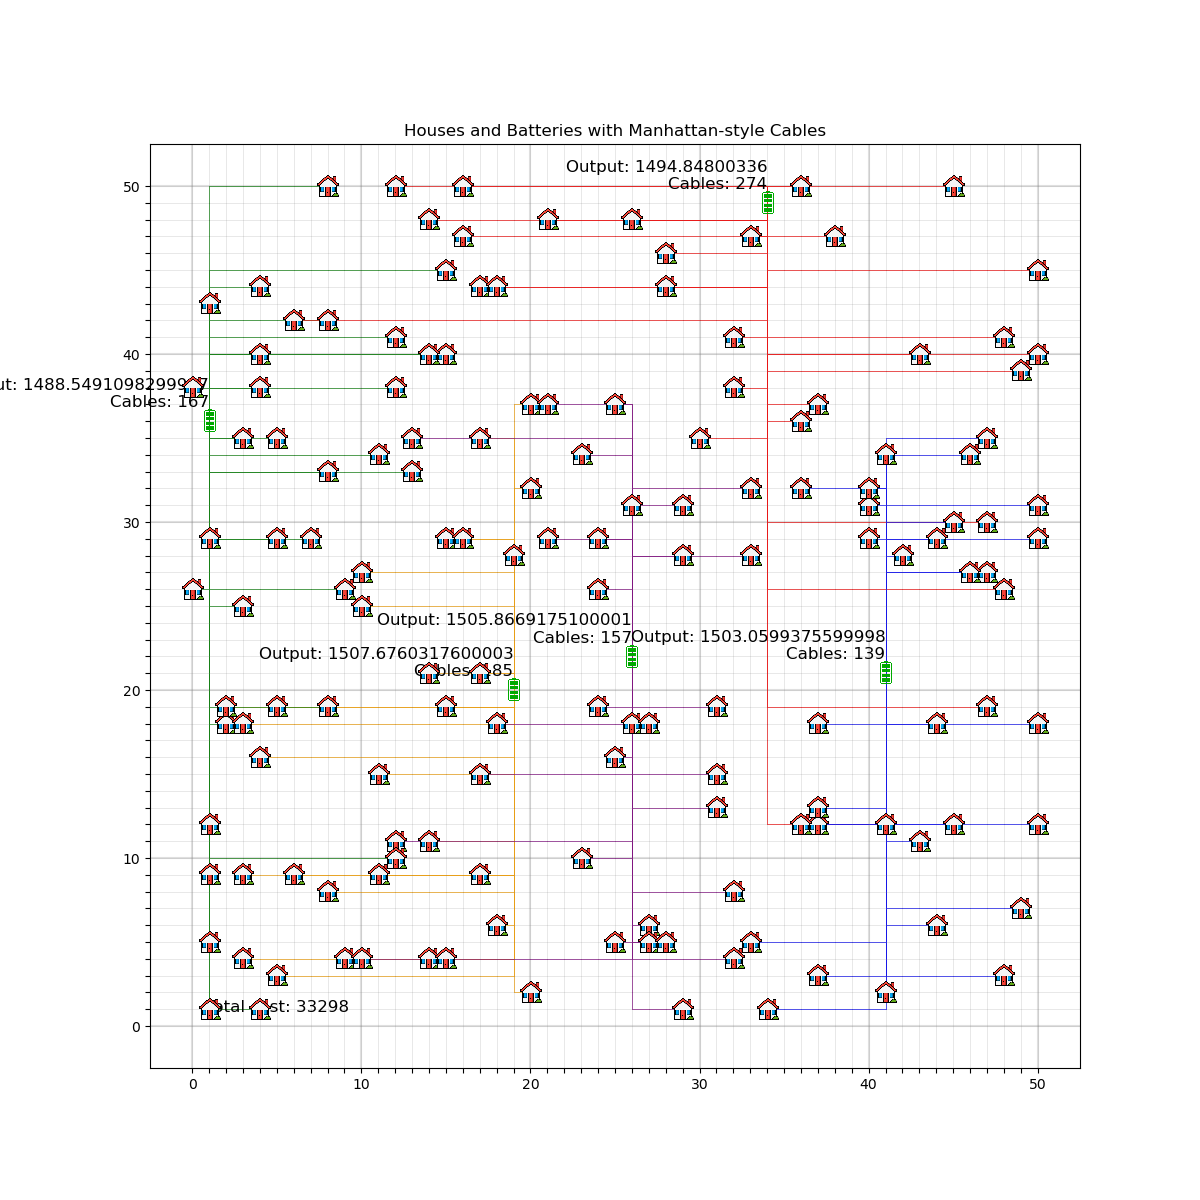 Houses and Batteries with Manhattan-style Cables
Output: 1494.84800336
Cables: 274
50
40
Cables: 167
30
Output: 1505.8669175100001
Cables: 157
Output: 1503.0599375599998
Cables: 139
Output: 1507.6760317600003
20
10
33298
0
0 10 20 30 40 50